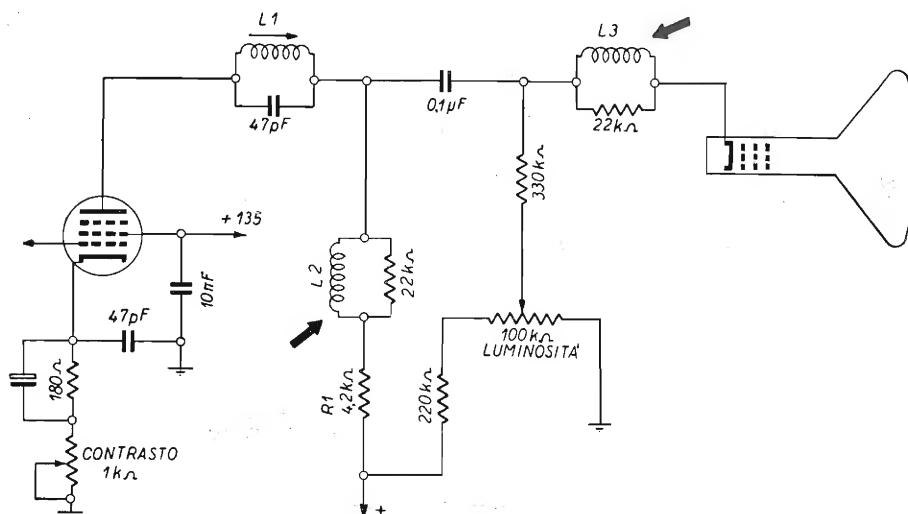 L1
47pF
0,1µF
L3
22kΩ
330kΩ
+135
10nF
47pF
180Ω
CONTRASTO
1kΩ
L2
22kΩ
R1
4,2kΩ
220kΩ
100kΩ
LUMINOSITÀ
+